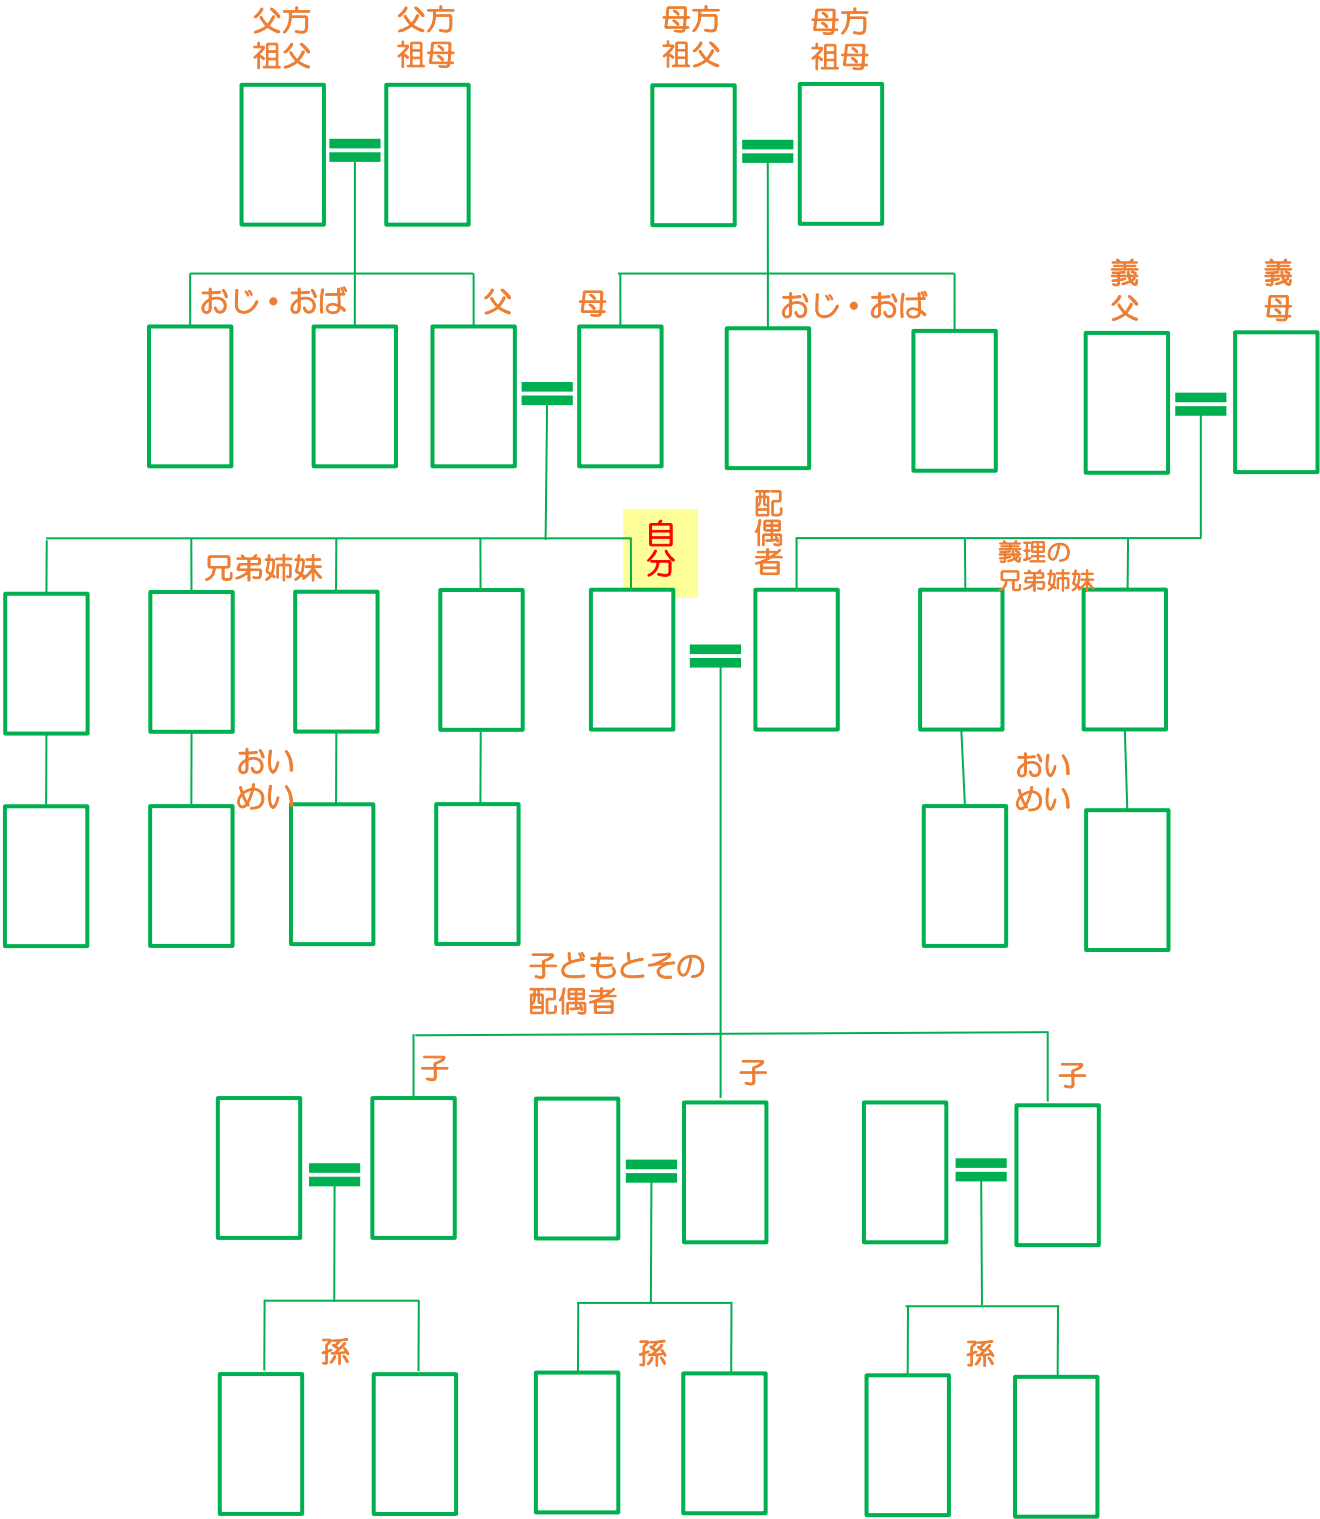 父方
祖父
父方
祖母
母方
祖父
母方
祖母
おじ・おば
父
母
おじ・おば
義
父
義
母
兄弟姉妹
自
分
配
偶
者
義理の
兄弟姉妹
おい
めい
おい
めい
子どもとその
配偶者
子
子
子
孫
孫
孫